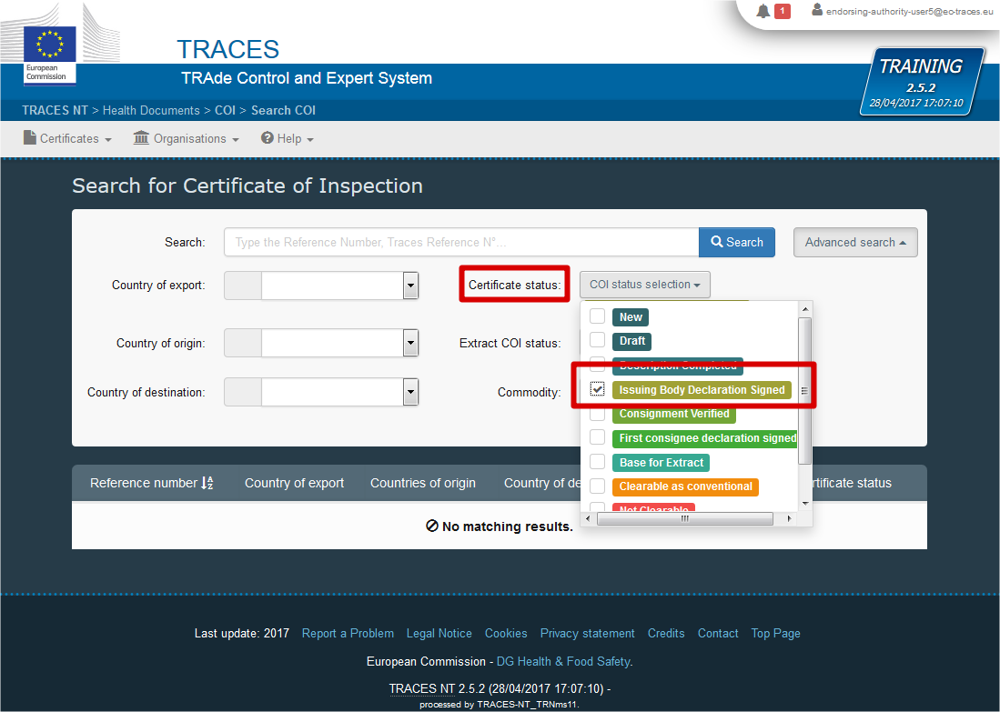 1 endorsing-authority-user5@ec-traces.eu
European
Commission
TRACES
TRAde Control and Expert System
TRAINING
2.5.2
28/04/2017 17:07:10
TRACES NT > Health Documents > COI > Search COI
Certificates Organisations Help
Search for Certificate of Inspection
Search: Type the Reference Number, Traces Reference N°... Search Advanced search
Country of export: Certificate status: COI status selection
New
Draft
Country of origin: Extract COI status:
Description Completed
Country of destination: Commodity: Issuing Body Declaration Signed
Consignment Verified
First consignee declaration signed
Base for Extract
Clearable as conventional
Not Clearable
Reference number Country of export Countries of origin Country of de rtificate status
No matching results.
Last update: 2017 Report a Problem Legal Notice Cookies Privacy statement Credits Contact Top Page
European Commission - DG Health & Food Safety.
TRACES NT 2.5.2 (28/04/2017 17:07:10) -
processed by TRACES-NT_TRNms11.